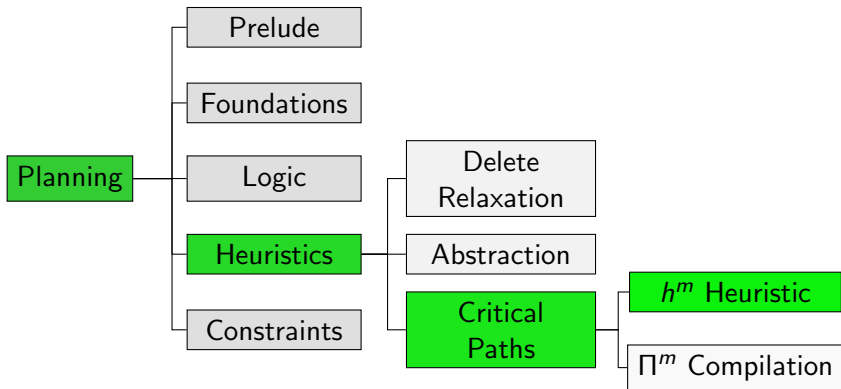 Prelude
Foundations
Planning
Logic
Heuristics
Constraints
Delete
Relaxation
Abstraction
Critical
Paths
h^m Heuristic
Π^m Compilation